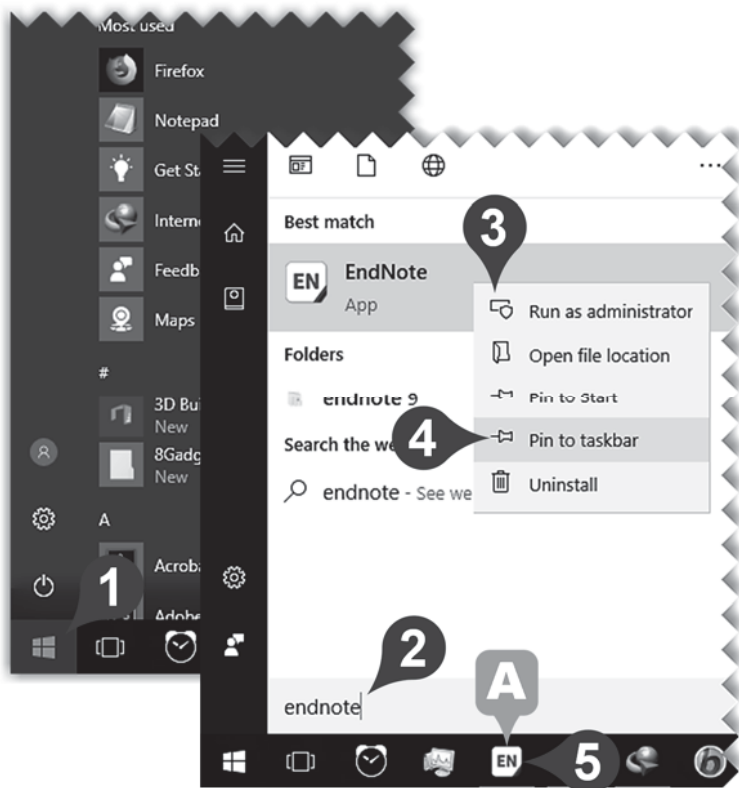 Most used
Firefox
Notepad
Get St
Interne
Feedb
Maps
#
3D Bui
New
8Gadg
New
A
Acroba
Adobe
1
Best match
3
EN
EndNote
App
Run as administrator
Open file location
Folders
endnote 9
Pin to Start
4
Pin to taskbar
Search the we
Uninstall
endnote - See we
2
endnote
A
EN
5